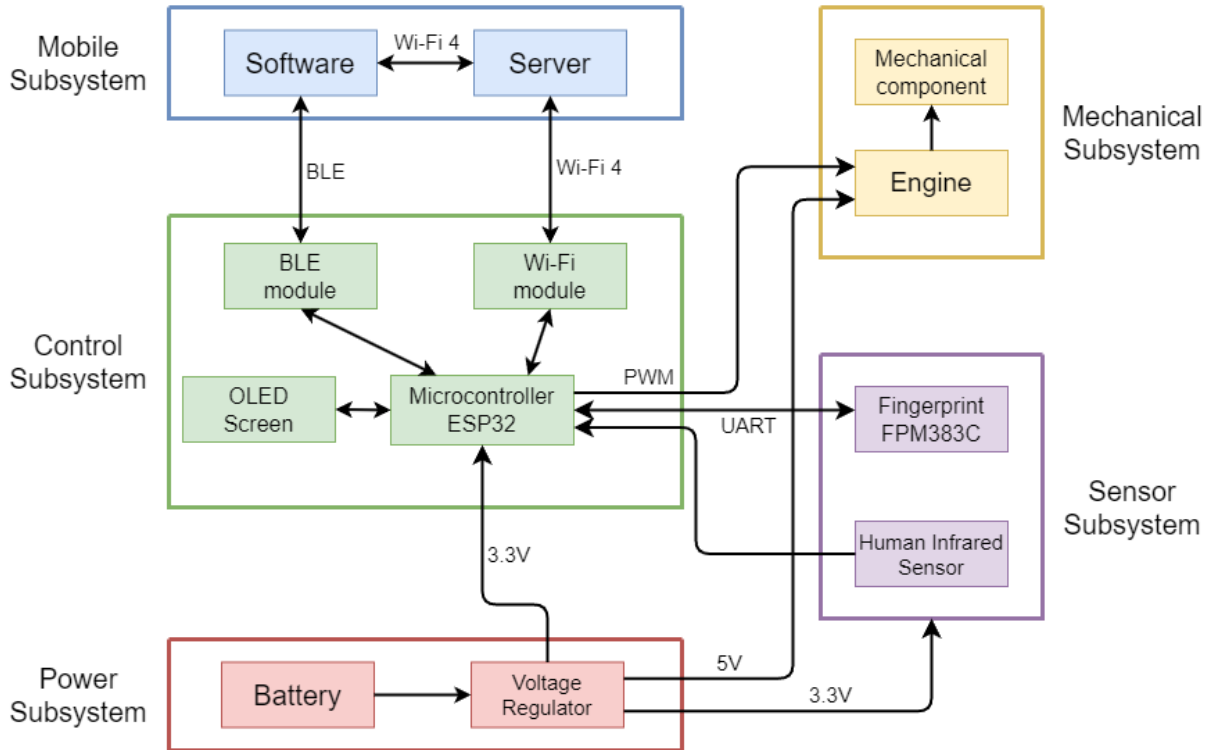 Mobile
Subsystem
Software
Wi-Fi 4
Server
BLE
Wi-Fi 4
Mechanical
component
Engine
Mechanical
Subsystem
Control
Subsystem
BLE
module
Wi-Fi
module
OLED
Screen
Microcontroller
ESP32
PWM
UART
Fingerprint
FPM383C
Human Infrared
Sensor
Sensor
Subsystem
3.3V
Power
Subsystem
Battery
Voltage
Regulator
5V
3.3V